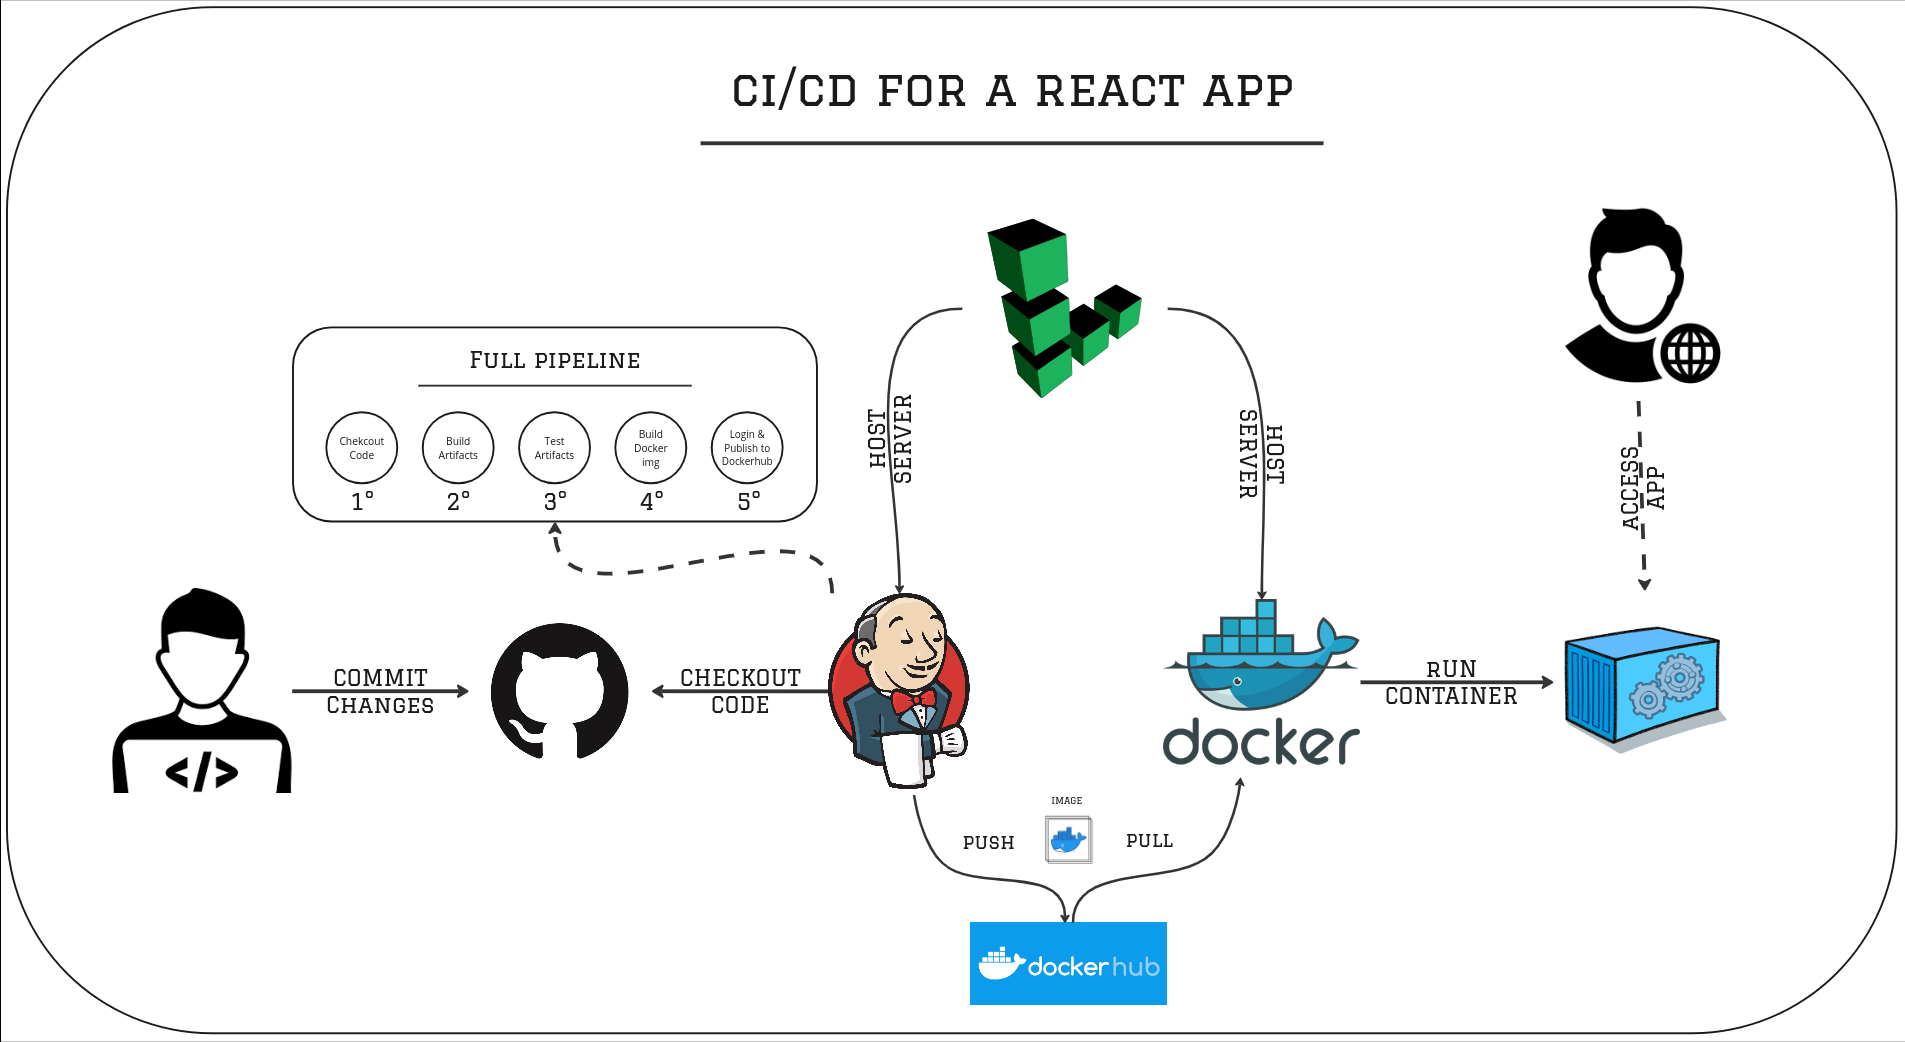 CI/CD FOR A REACT APP
FULL PIPELINE
Chekcout
Code
1°
Build
Artifacts
2°
Test
Artifacts
3°
Build
Docker
img
4°
Login &
Publish to
Dockerhub
5°
HOST
SERVER
HOST
SERVER
ACCESS
APP
</>
COMMIT
CHANGES
CHECKOUT
CODE
docker
RUN
CONTAINER
IMAGE
PUSH
PULL
dockerhub